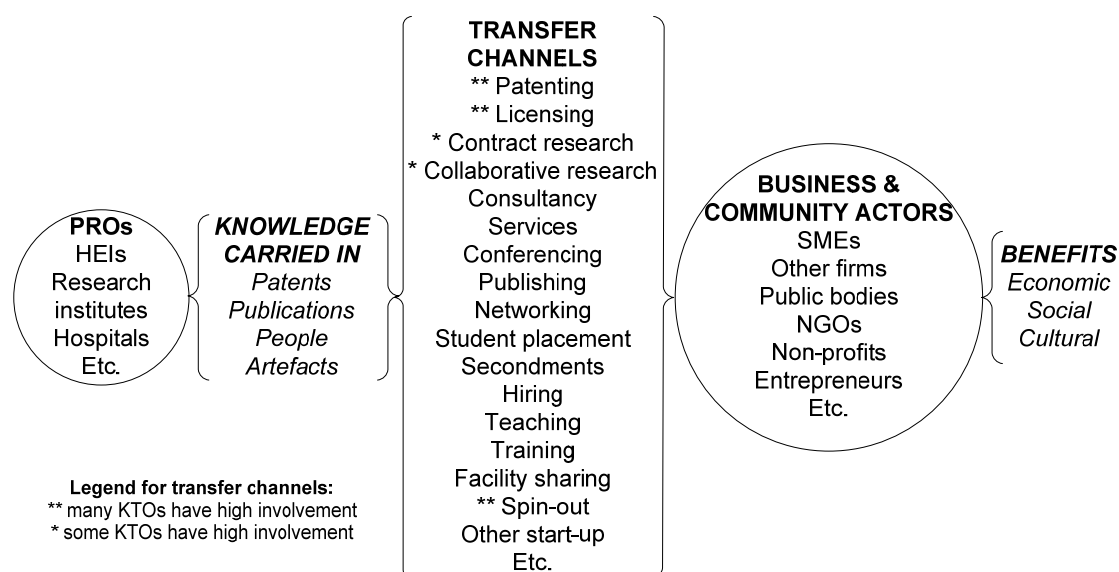 PROs
HEIs
Research
institutes
Hospitals
Etc.
KNOWLEDGE
CARRIED IN
Patents
Publications
People
Artefacts
TRANSFER
CHANNELS
** Patenting
** Licensing
* Contract research
* Collaborative research
Consultancy
Services
Conferencing
Publishing
Networking
Student placement
Secondments
Hiring
Teaching
Training
Facility sharing
** Spin-out
Other start-up
Etc.
BUSINESS &
COMMUNITY ACTORS
SMEs
Other firms
Public bodies
NGOs
Non-profits
Entrepreneurs
Etc.
BENEFITS
Economic
Social
Cultural
Legend for transfer channels:
** many KTOs have high involvement
* some KTOs have high involvement